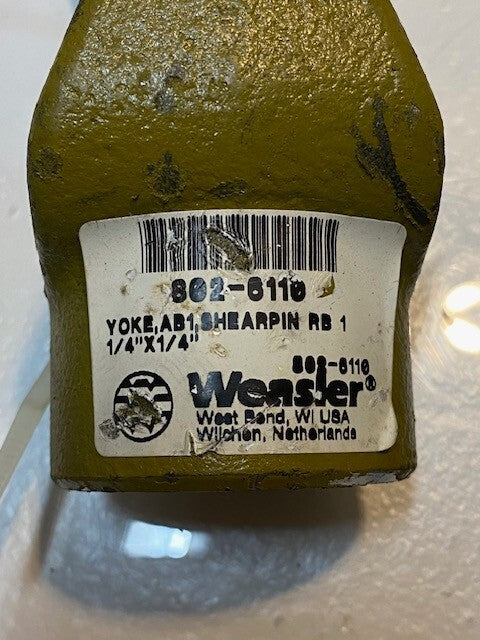 802-6110
YOKE,AB1,SHEARPIN RB 1
1/4"X1/4"
802-6110
Weasler®
West Bend, WI USA
Wijchen, Netherlands